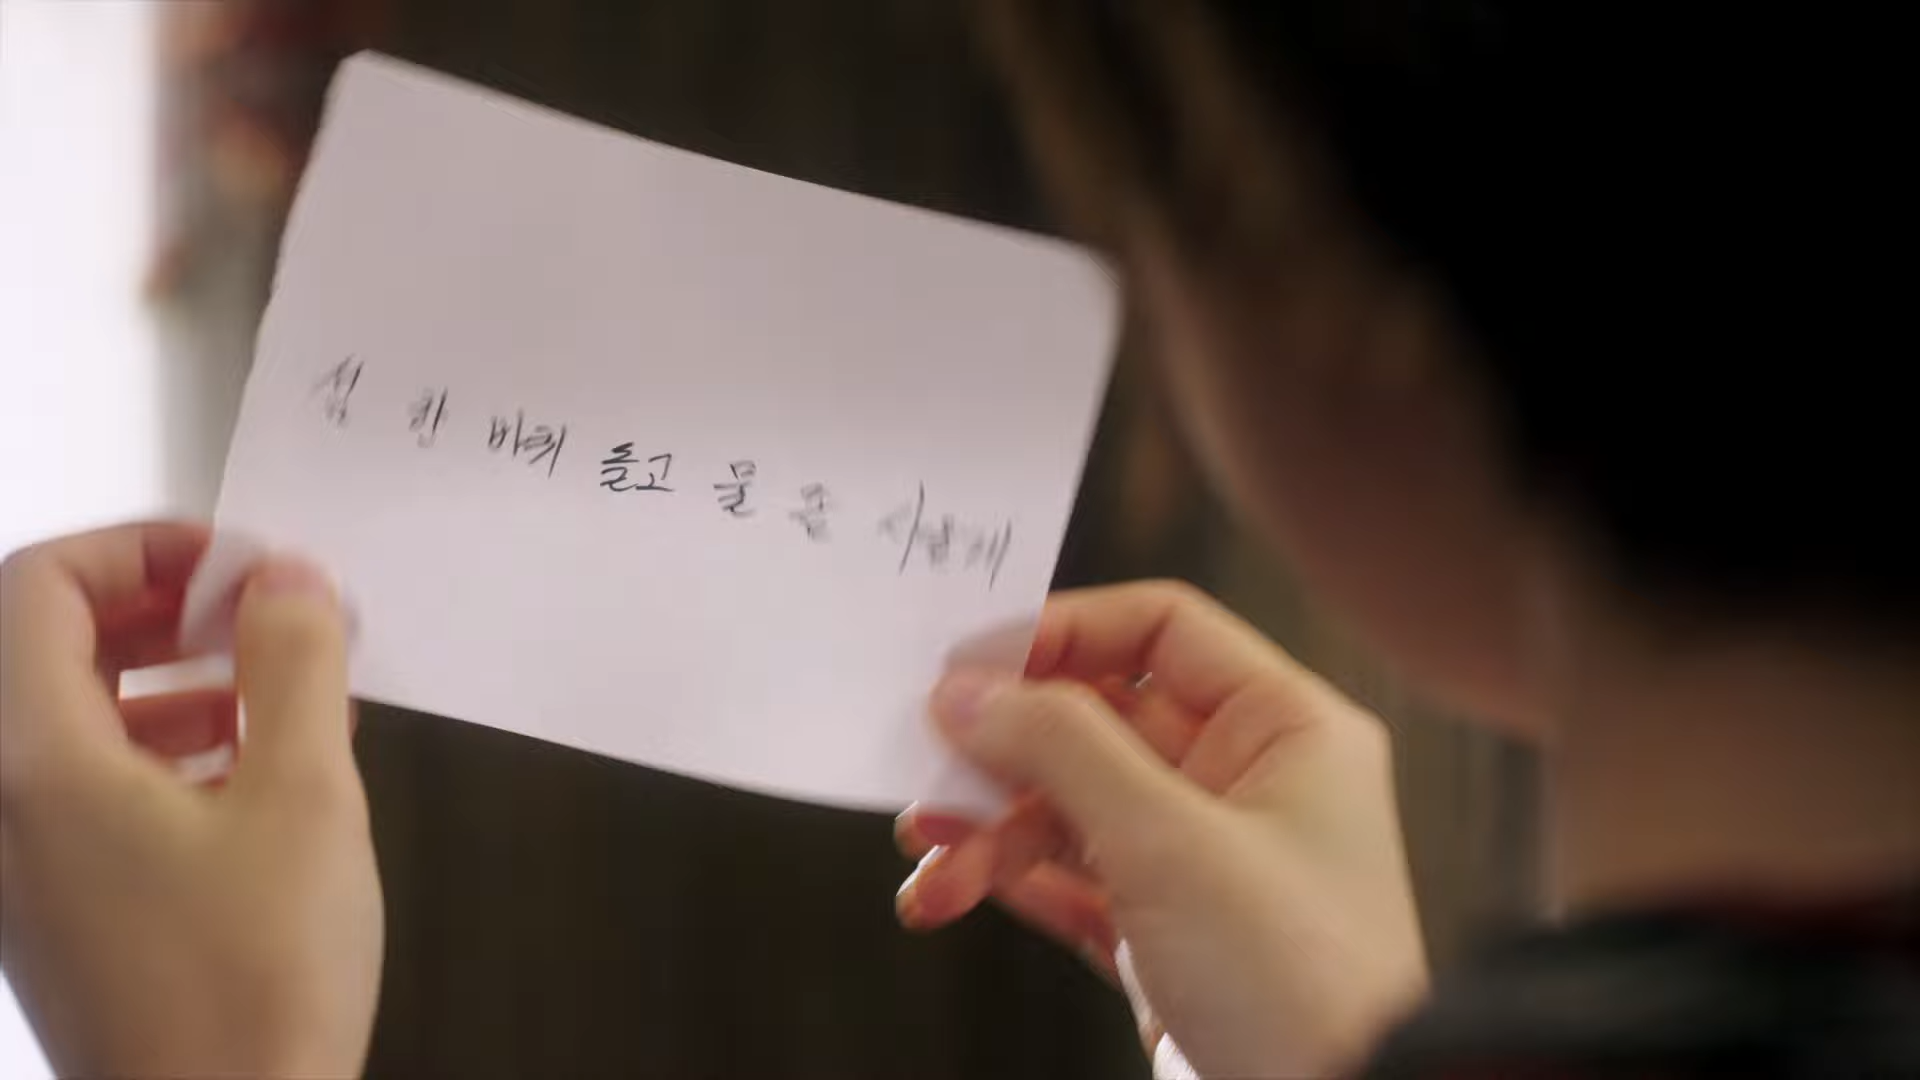 섬 한 바퀴 돌고 물 좀